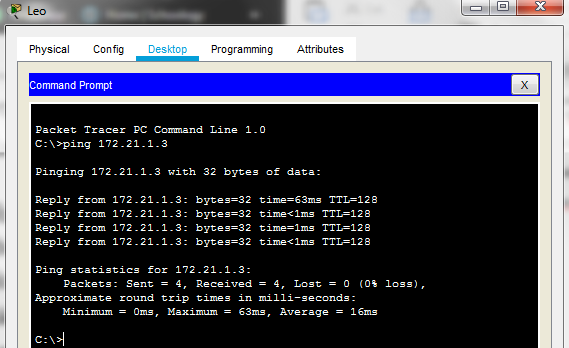 Leo
Physical Config Desktop Programming Attributes
Command Prompt X
Packet Tracer PC Command Line 1.0
C:\>ping 172.21.1.3
Pinging 172.21.1.3 with 32 bytes of data:
Reply from 172.21.1.3: bytes=32 time=63ms TTL=128
Reply from 172.21.1.3: bytes=32 time<1ms TTL=128
Reply from 172.21.1.3: bytes=32 time=1ms TTL=128
Reply from 172.21.1.3: bytes=32 time<1ms TTL=128
Ping statistics for 172.21.1.3:
Packets: Sent = 4, Received = 4, Lost = 0 (0% loss),
Approximate round trip times in milli-seconds:
Minimum = 0ms, Maximum = 63ms, Average = 16ms
C:\>